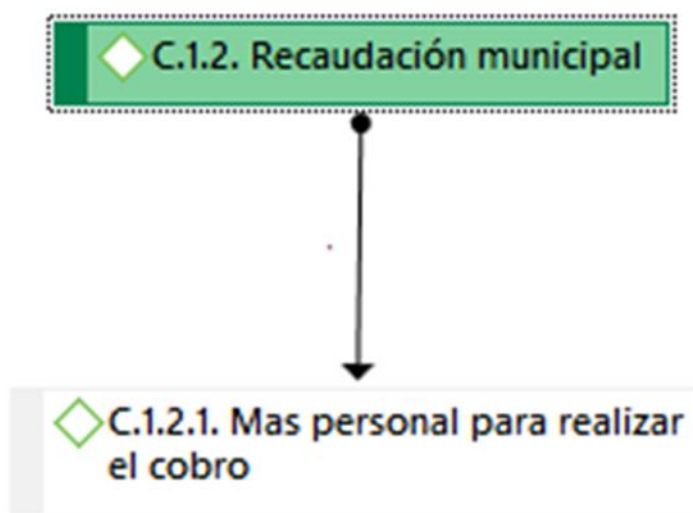 C.1.2. Recaudación municipal
C.1.2.1. Mas personal para realizar
el cobro